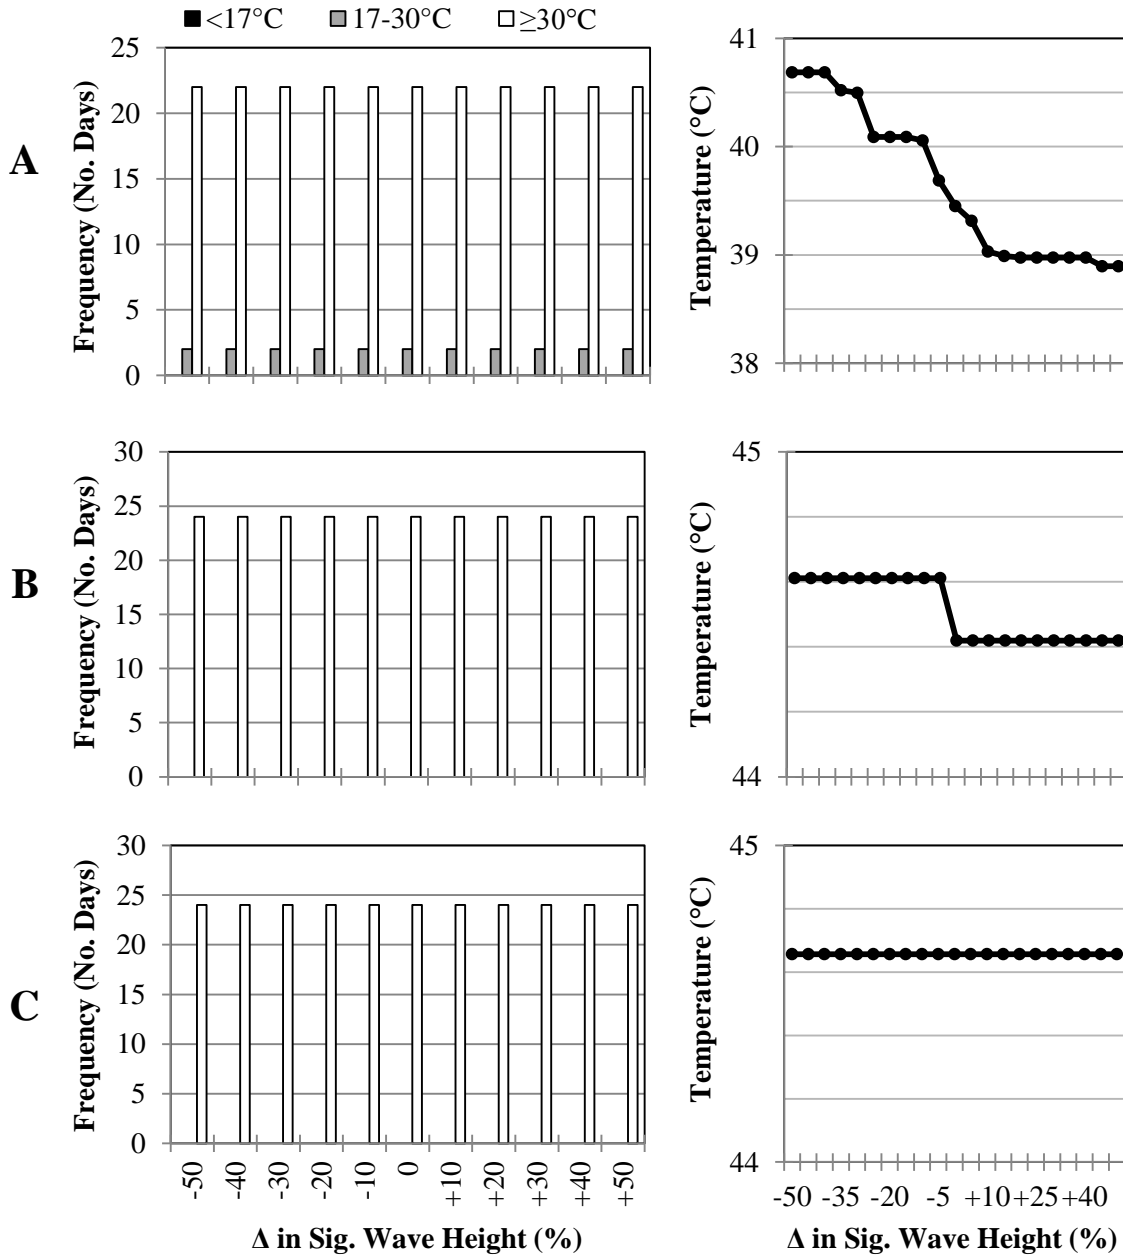 <17°C 17-30°C ≥30°C
A
Frequency (No. Days)
25
20
15
10
5
0
Temperature (°C)
41
40
39
38
B
Frequency (No. Days)
30
25
20
15
10
5
0
Temperature (°C)
45
44
C
Frequency (No. Days)
30
25
20
15
10
5
0
-50 -40 -30 -20 -10 0 +10 +20 +30 +40 +50
Δ in Sig. Wave Height (%)
Temperature (°C)
45
44
-50 -35 -20 -5 +10 +25 +40
Δ in Sig. Wave Height (%)